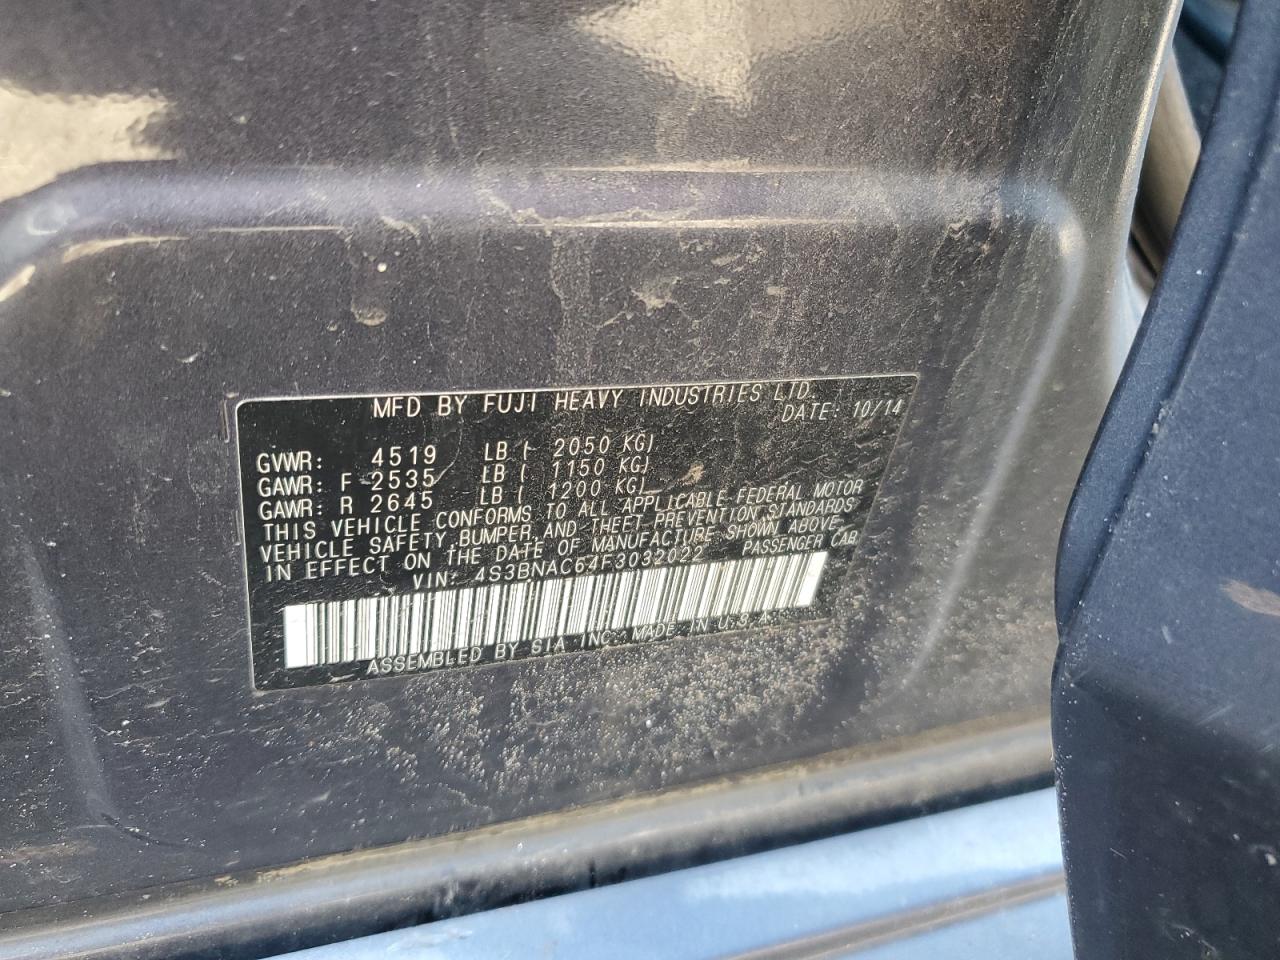 MFD BY FUJI HEAVY INDUSTRIES LTD.
DATE: 10/14
GVWR: 4519 LB ( 2050 KG)
GAWR: F 2535 LB ( 1150 KG)
GAWR: R 2645 LB ( 1200 KG)
THIS VEHICLE CONFORMS TO ALL APPLICABLE FEDERAL MOTOR
VEHICLE SAFETY, BUMPER, AND THEFT PREVENTION STANDARDS
IN EFFECT ON THE DATE OF MANUFACTURE SHOWN ABOVE.
VIN: 4S3BNAC64F3032022 PASSENGER CAR
ASSEMBLED BY SIA INC. MADE IN U.S.A.